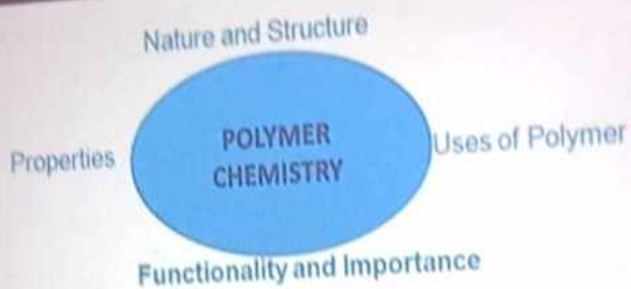 Nature and Structure
Properties
POLYMER
CHEMISTRY
Uses of Polymer
Functionality and Importance